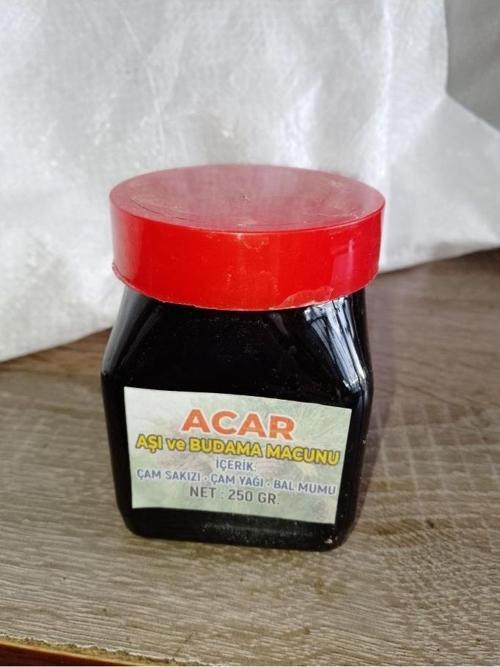 ACAR
AŞI ve BUDAMA MACUNU
İÇERİK.
ÇAM SAKIZI - ÇAM YAĞI - BAL MUMU
NET : 250 GR.